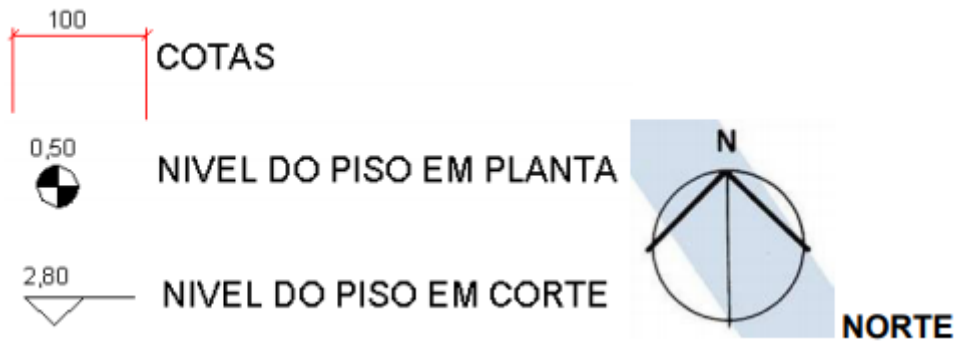 100
COTAS
0,50
NIVEL DO PISO EM PLANTA
N
2,80
NIVEL DO PISO EM CORTE
NORTE